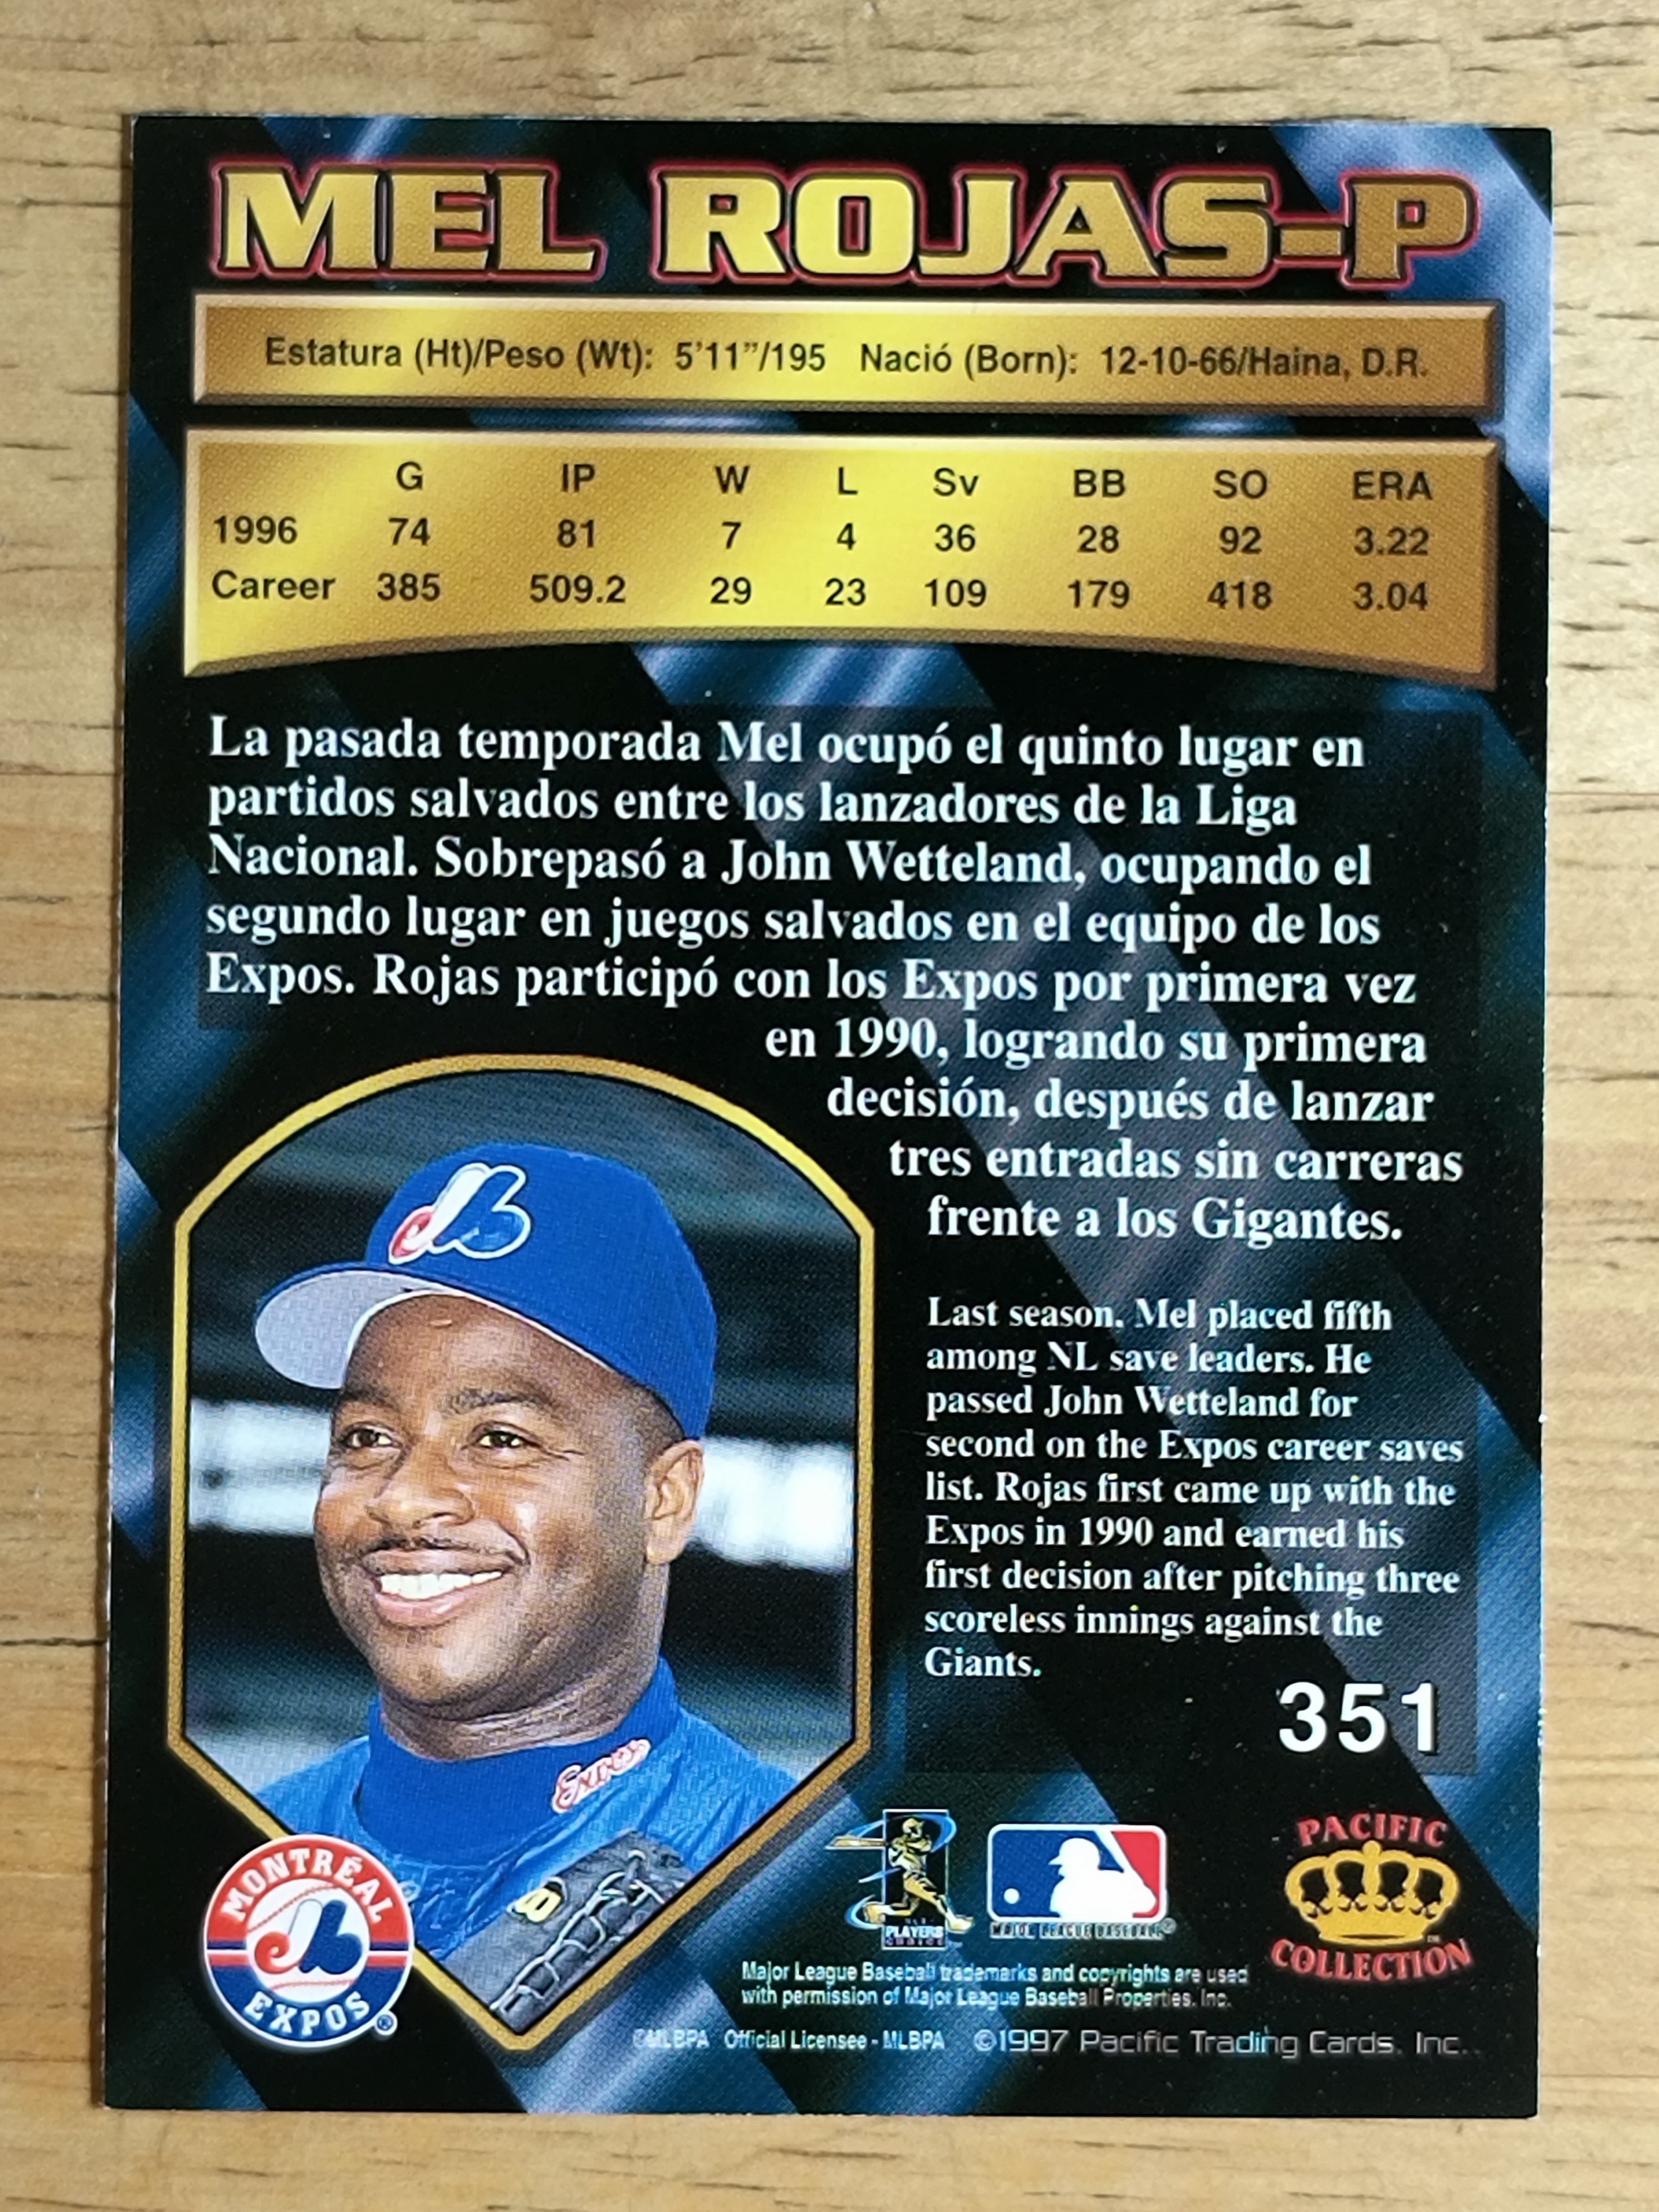 MEL ROJAS-P
Estatura (Ht)/Peso (Wt): 5'11"/195 Nació (Born): 12-10-66/Haina, D.R.
G IP W L Sv BB SO ERA
1996 74 81 7 4 36 28 92 3.22
Career 385 509.2 29 23 109 179 418 3.04
La pasada temporada Mel ocupó el quinto lugar en
partidos salvados entre los lanzadores de la Liga
Nacional. Sobrepasó a John Wetteland, ocupando el
segundo lugar en juegos salvados en el equipo de los
Expos. Rojas participó con los Expos por primera vez
en 1990, logrando su primera
decisión, después de lanzar
tres entradas sin carreras
frente a los Gigantes.
Last season, Mel placed fifth
among NL save leaders. He
passed John Wetteland for
second on the Expos career saves
list. Rojas first came up with the
Expos in 1990 and earned his
first decision after pitching three
scoreless innings against the
Giants.
351
Expos
MONTRÉAL
EXPOS®
PLAYERS
CHOICE
MAJOR LEAGUE BASEBALL®
PACIFIC
COLLECTION™
Major League Baseball trademarks and copyrights are used
with permission of Major League Baseball Properties, Inc.
©MLBPA Official Licensee - MLBPA ©1997 Pacific Trading Cards, Inc.